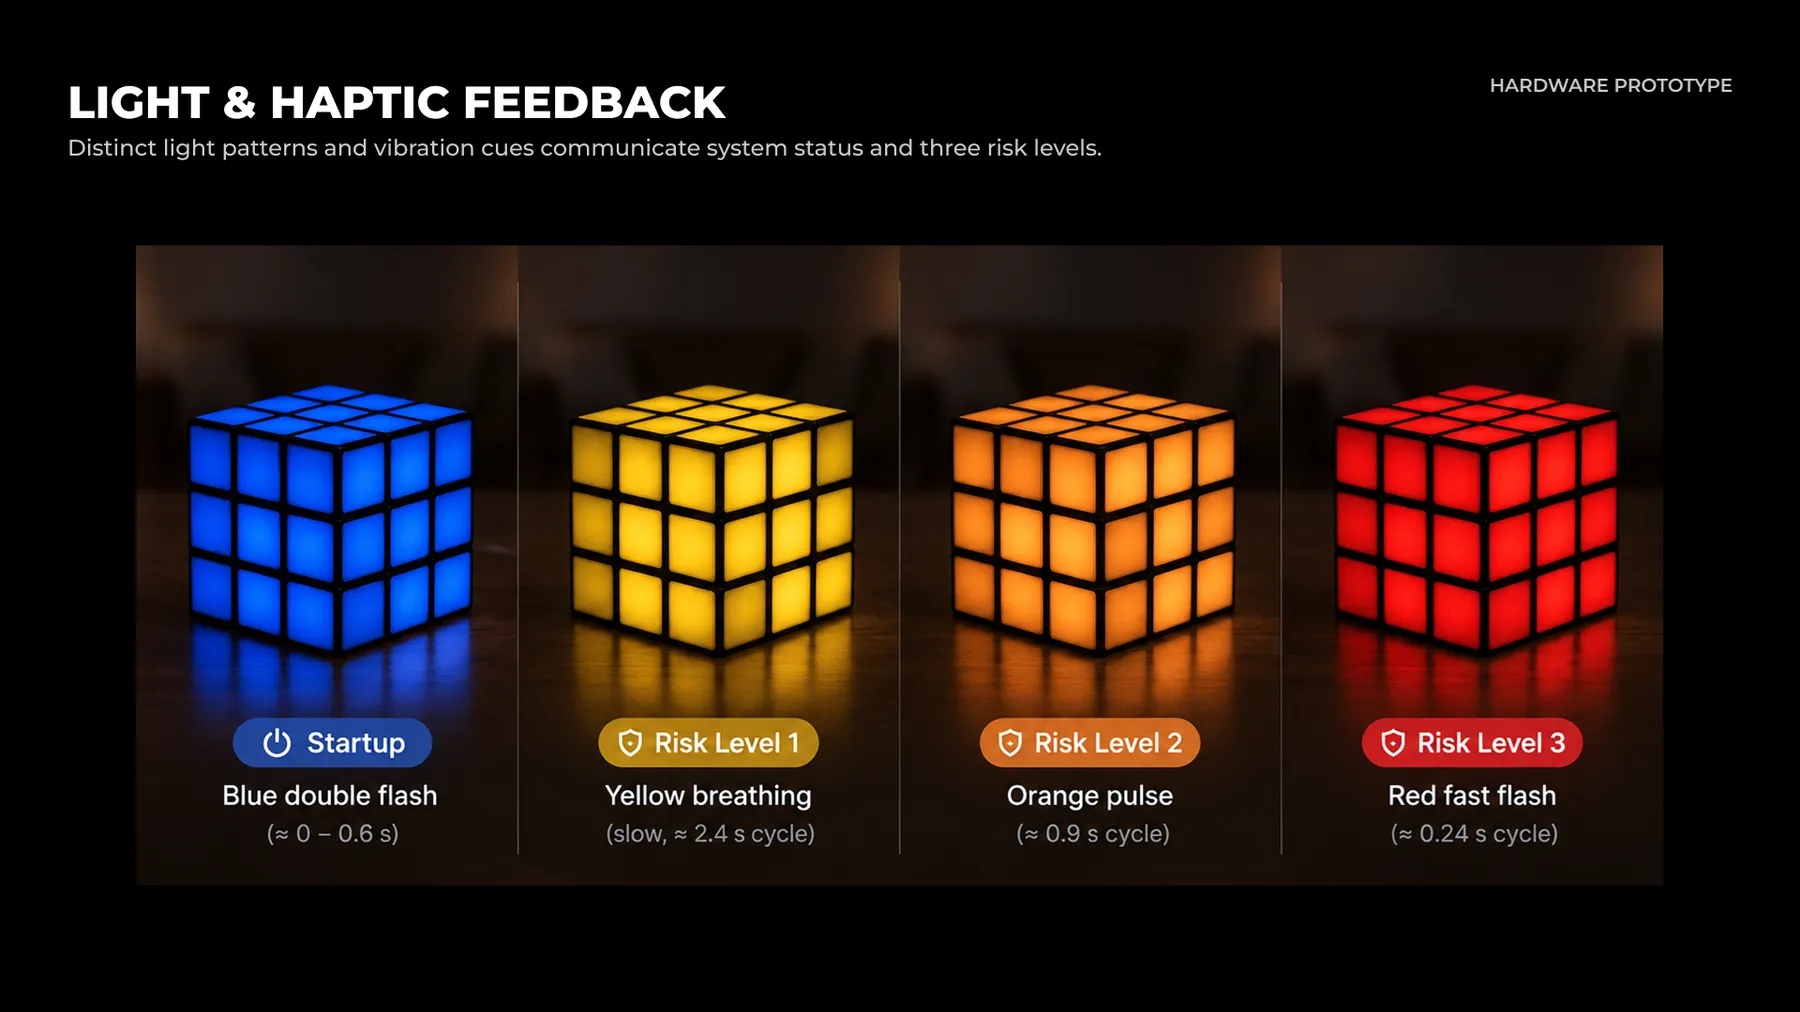 LIGHT & HAPTIC FEEDBACK
HARDWARE PROTOTYPE
Distinct light patterns and vibration cues communicate system status and three risk levels.
Startup
Blue double flash
(≈ 0 – 0.6 s)
Risk Level 1
Yellow breathing
(slow, ≈ 2.4 s cycle)
Risk Level 2
Orange pulse
(≈ 0.9 s cycle)
Risk Level 3
Red fast flash
(≈ 0.24 s cycle)